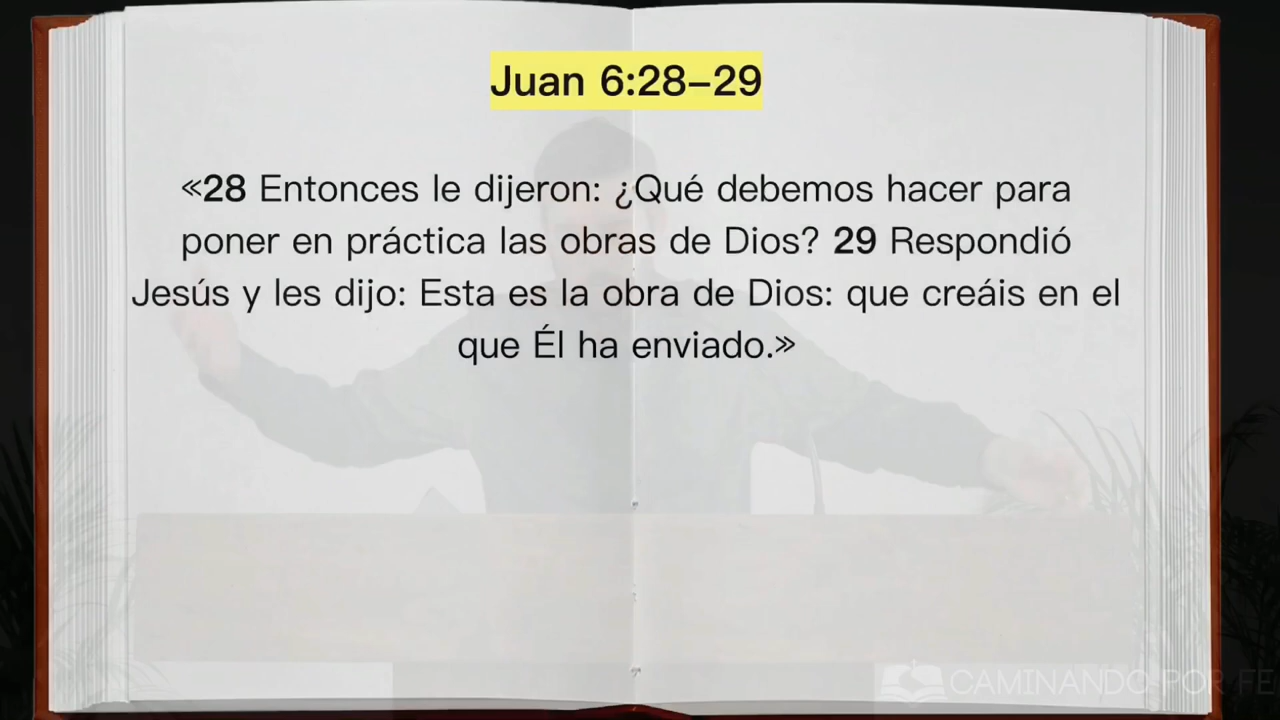 Juan 6:28–29
«28 Entonces le dijeron: ¿Qué debemos hacer para
poner en práctica las obras de Dios? 29 Respondió
Jesús y les dijo: Esta es la obra de Dios: que creáis en el
que Él ha enviado.»
CAMINANDO POR FE